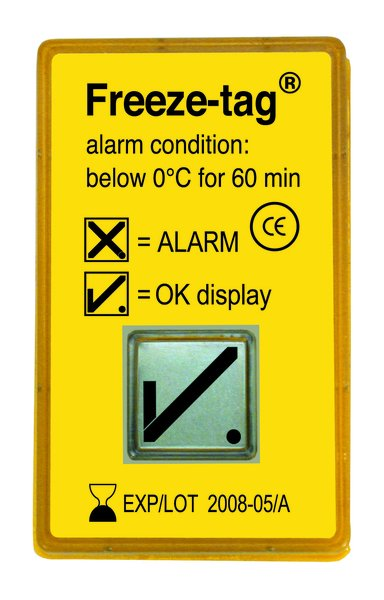 Freeze-tag®
alarm condition:
below 0°C for 60 min
= ALARM CE
= OK display
EXP/LOT 2008-05/A